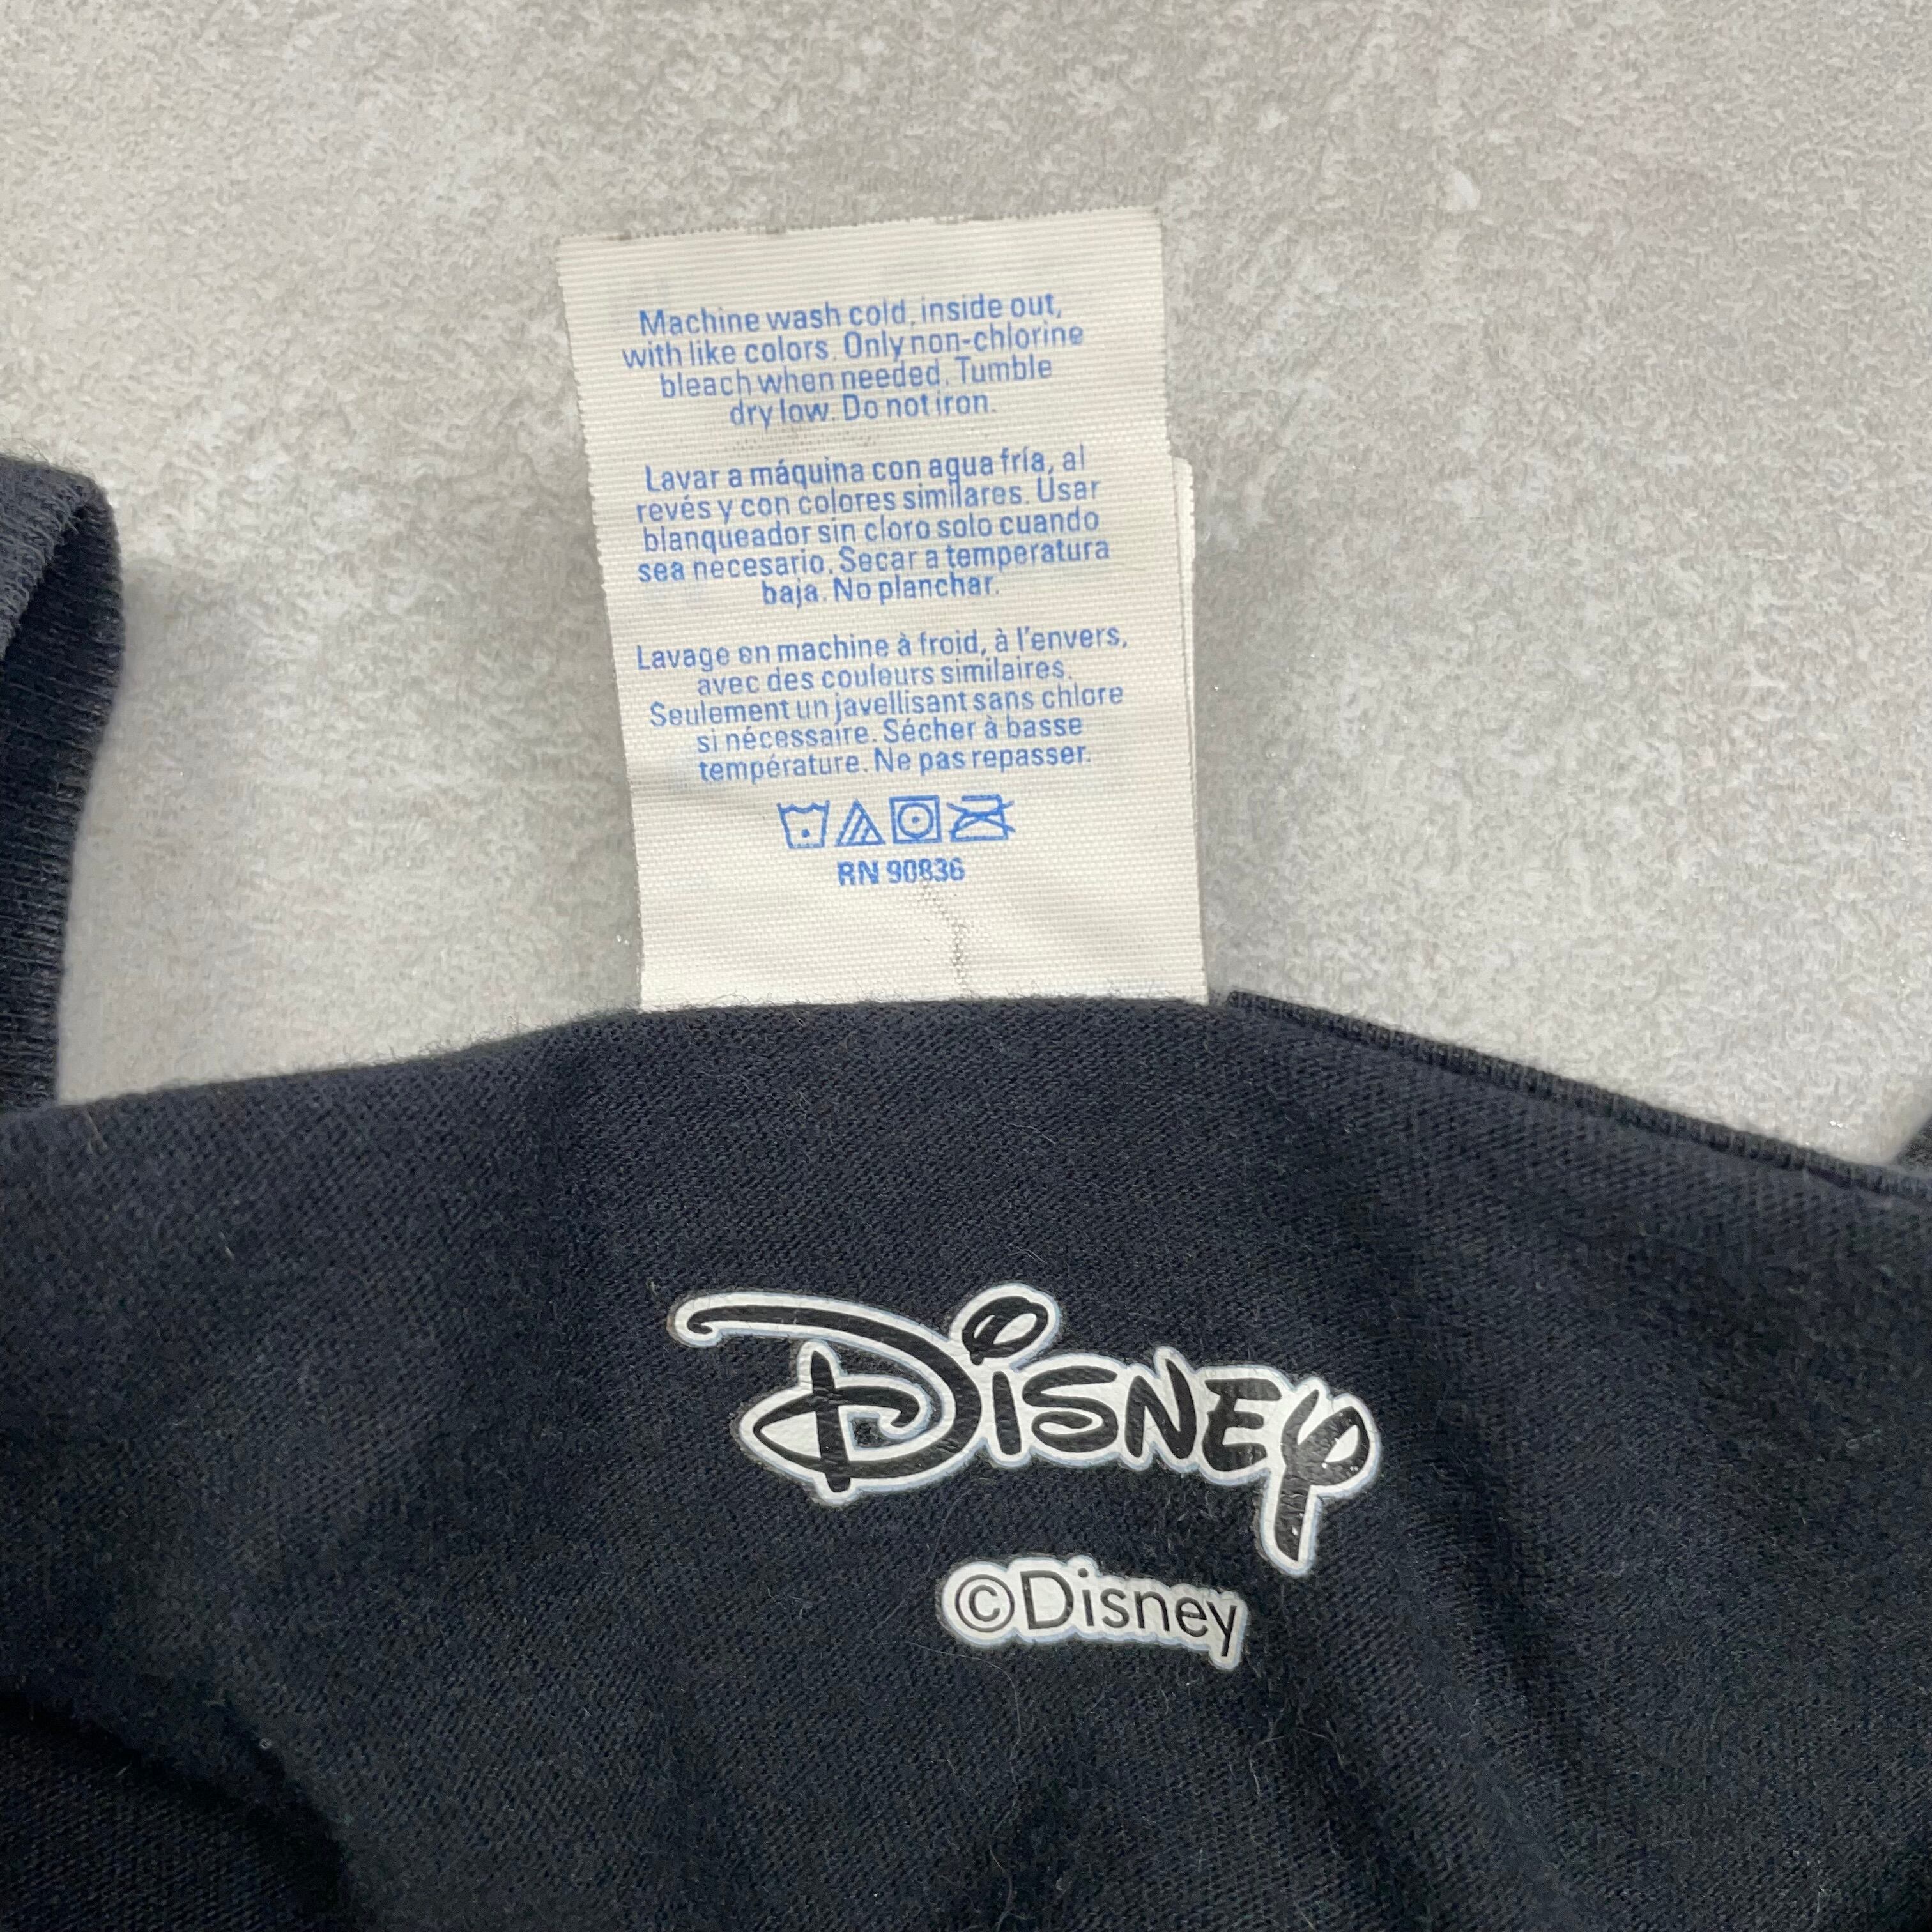 Machine wash cold, inside out,
with like colors. Only non-chlorine
bleach when needed. Tumble
dry low. Do not iron.
Lavar a máquina con agua fría, al
revés y con colores similares. Usar
blanqueador sin cloro solo cuando
sea necesario. Secar a temperatura
baja. No planchar.
Lavage en machine à froid, à l'envers,
avec des couleurs similaires.
Seulement un javellisant sans chlore
si nécessaire. Sécher à basse
température. Ne pas repasser.
RN 90836
Disney
©Disney